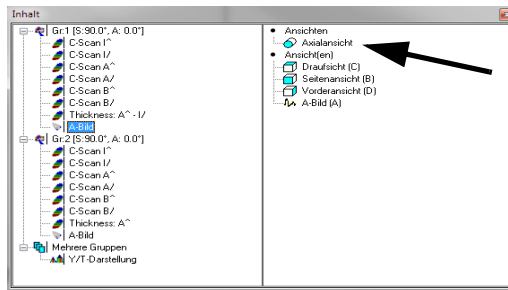 Inhalt
Gr:1 [S:90.0°, A: 0.0°]
C-Scan I^
C-Scan I/
C-Scan A^
C-Scan A/
C-Scan B^
C-Scan B/
Thickness: A^ - I/
A-Bild
Gr:2 [S:90.0°, A: 0.0°]
C-Scan I^
C-Scan I/
C-Scan A^
C-Scan A/
C-Scan B^
C-Scan B/
Thickness: A^
A-Bild
Mehrere Gruppen
Y/T-Darstellung
Ansichten
Axialansicht
Ansicht(en)
Draufsicht (C)
Seitenansicht (B)
Vorderansicht (D)
A-Bild (A)